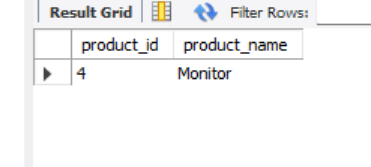 Result Grid Filter Rows:
product_id product_name
4 Monitor